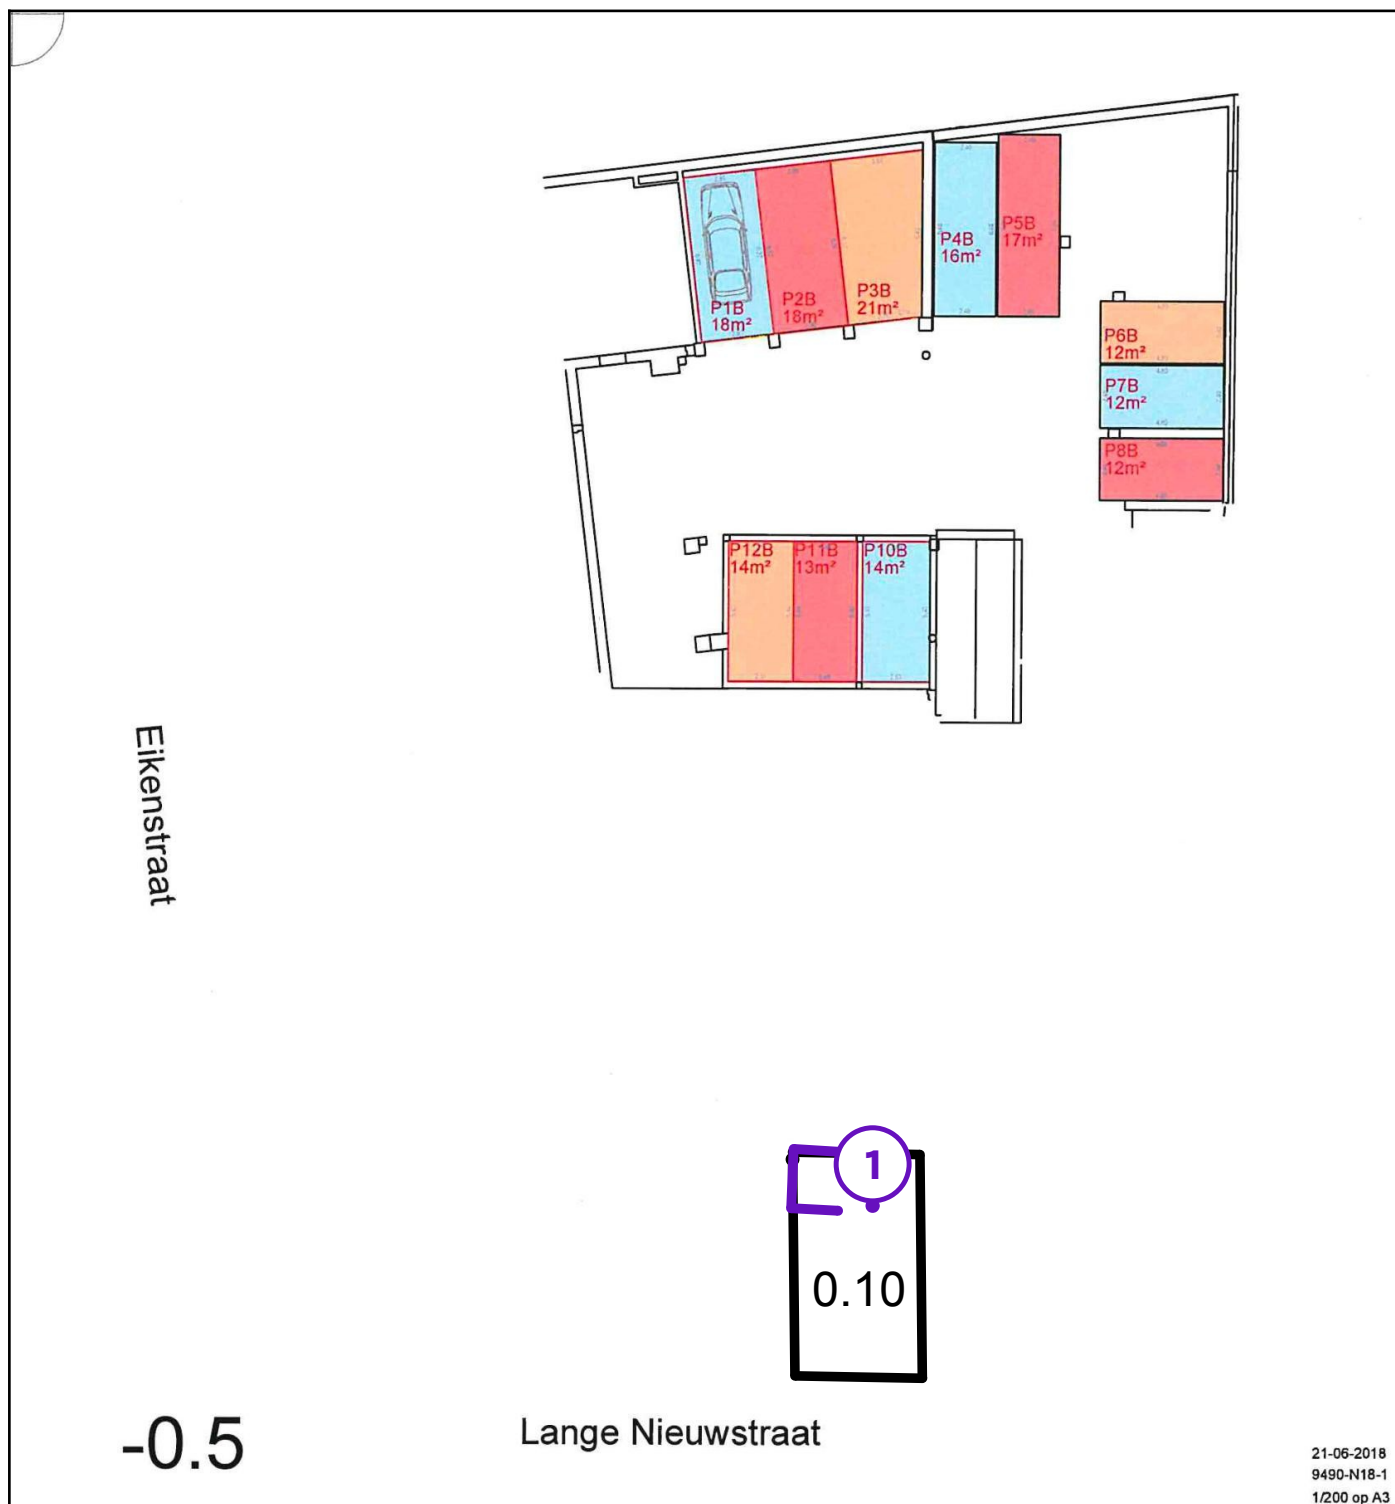 P1B
18m²
P2B
18m²
P3B
21m²
P4B
16m²
P5B
17m²
P6B
12m²
P7B
12m²
P8B
12m²
P12B
14m²
P11B
13m²
P10B
14m²
Eikenstraat
1
0.10
-0.5
Lange Nieuwstraat
21-06-2018
9490-N18-1
1/200 op A3